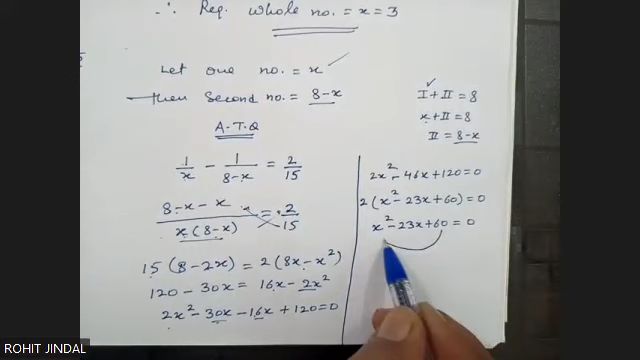 ∴ Req. whole no. = x = 3
Let one no. = x
then second no. = 8-x
A.T.Q
1/x - 1/(8-x) = 2/15
(8-x-x)/(x(8-x)) = 2/15
15(8-2x) = 2(8x-x²)
120-30x = 16x-2x²
2x²-30x-16x+120=0
I+II=8
x+II=8
II=8-x
2x²-46x+120=0
2(x²-23x+60)=0
x²-23x+60=0
ROHIT JINDAL